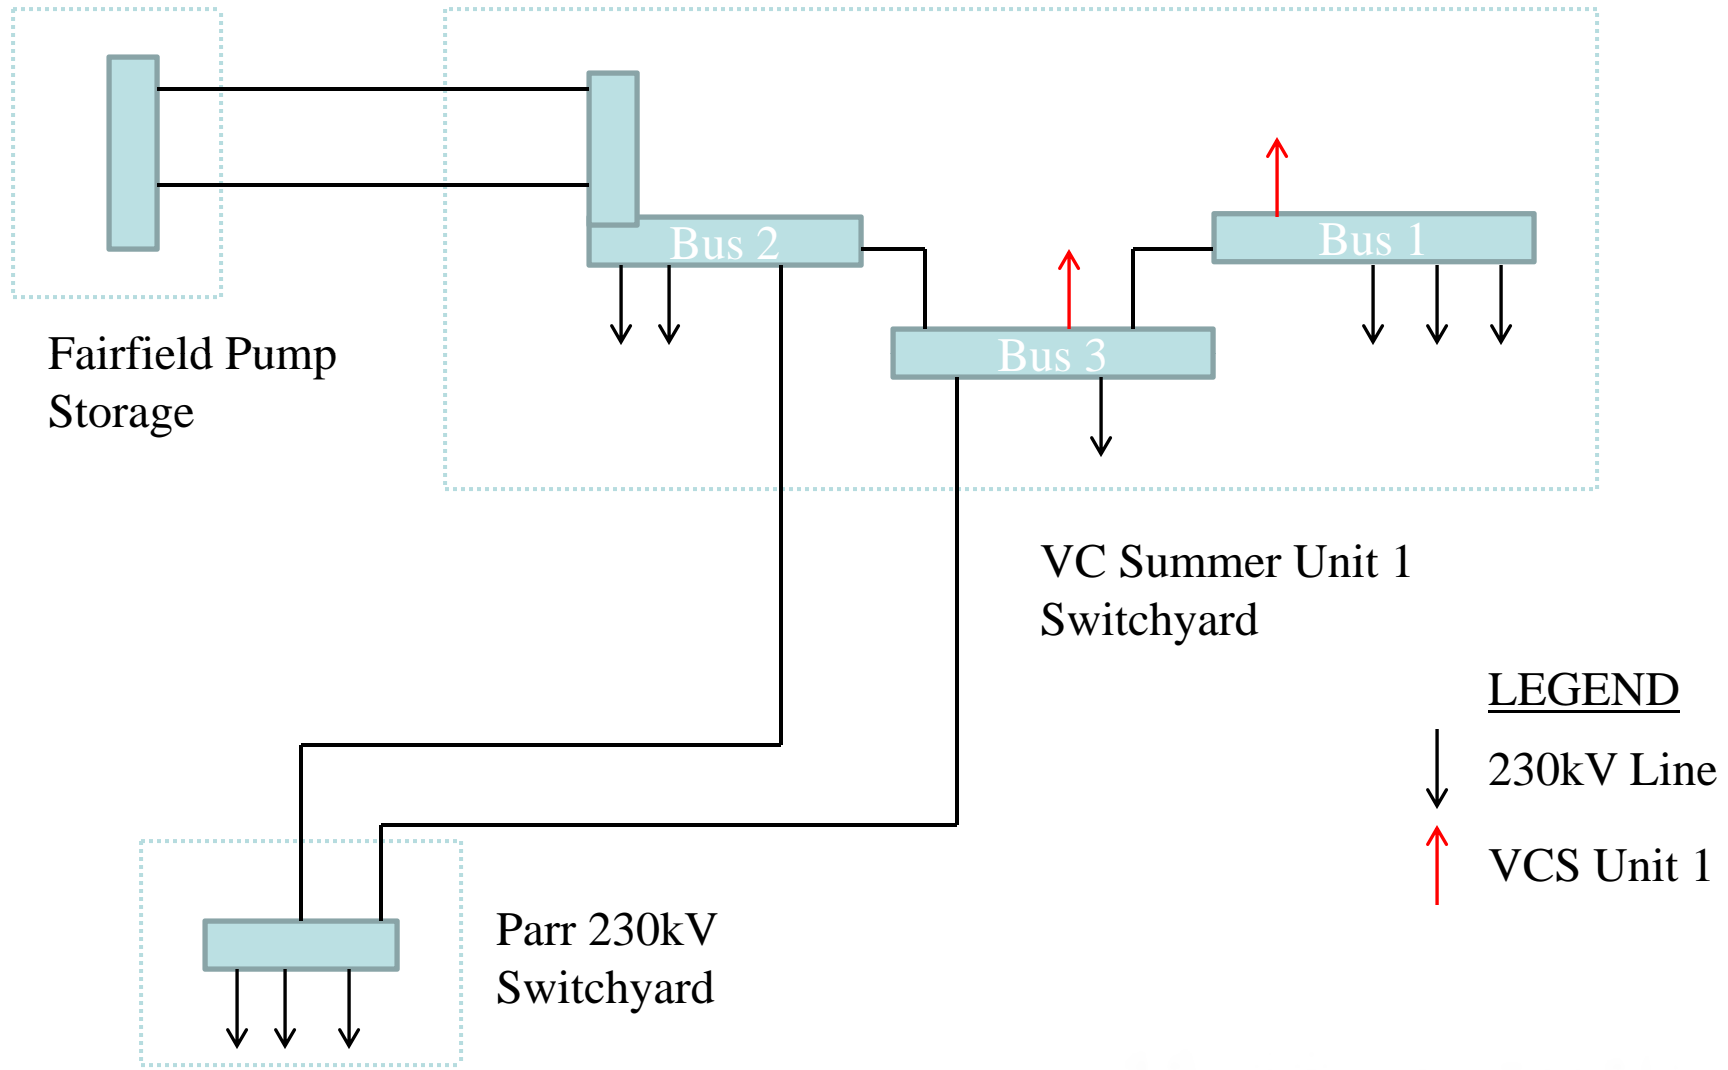 Bus 2
Bus 1
Bus 3
Fairfield Pump
Storage
VC Summer Unit 1
Switchyard
LEGEND
230kV Line
VCS Unit 1
Parr 230kV
Switchyard